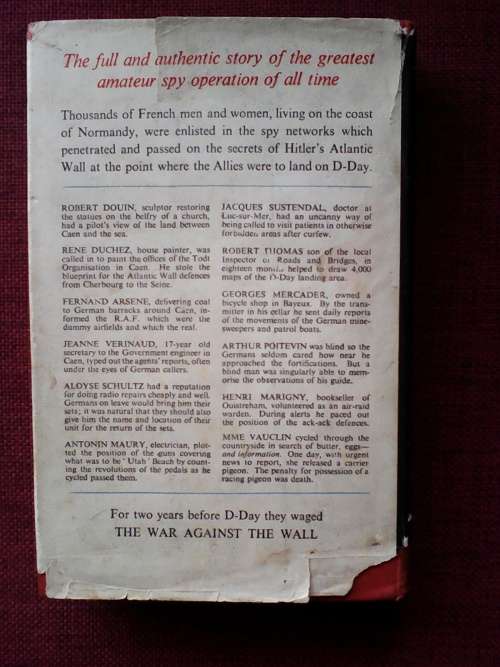 The full and authentic story of the greatest
amateur spy operation of all time
Thousands of French men and women, living on the coast
of Normandy, were enlisted in the spy networks which
penetrated and passed on the secrets of Hitler's Atlantic
Wall at the point where the Allies were to land on D-Day.
ROBERT DOUIN, sculptor restoring
the statues on the belfry of a church,
had a pilot's view of the land between
Caen and the sea.
RENE DUCHEZ, house painter, was
called in to paint the offices of the Todt
Organisation in Caen. He stole the
blueprint for the Atlantic Wall defences
from Cherbourg to the Seine.
FERNAND ARSENE, delivering coal
to German barracks around Caen, in-
formed the R.A.F. which were the
dummy airfields and which the real.
JEANNE VERINAUD, 17-year old
secretary to the Government engineer in
Caen, typed out the agents' reports, often
under the eyes of German callers.
ALOYSE SCHULTZ had a reputation
for doing radio repairs cheaply and well.
Germans on leave would bring him their
sets; it was natural that they should also
give him the name and location of their
unit for the return of the sets.
ANTONIN MAURY, electrician, plot-
ted the position of the guns covering
what was to be 'Utah' Beach by count-
ing the revolutions of the pedals as he
cycled passed them.
JACQUES SUSTENDAL, doctor at
Luc-sur-Mer, had an uncanny way of
being called to visit patients in otherwise
forbidden areas after curfew.
ROBERT THOMAS son of the local
Inspector of Roads and Bridges, in
eighteen months helped to draw 4,000
maps of the D-Day landing area.
GEORGES MERCADER, owned a
bicycle shop in Bayeux. By the trans-
mitter in his cellar he sent daily reports
of the movements of the German mine-
sweepers and patrol boats.
ARTHUR POITEVIN was blind so the
Germans seldom cared how near he
approached the fortifications. But a
blind man was singularly able to mem-
orise the observations of his guide.
HENRI MARIGNY, bookseller of
Ouistreham, volunteered as an air-raid
warden. During alerts he paced out
the position of the ack-ack defences.
MME VAUCLIN cycled through the
countryside in search of butter, eggs—
and information. One day, with urgent
news to report, she released a carrier
pigeon. The penalty for possession of a
racing pigeon was death.
For two years before D-Day they waged
THE WAR AGAINST THE WALL